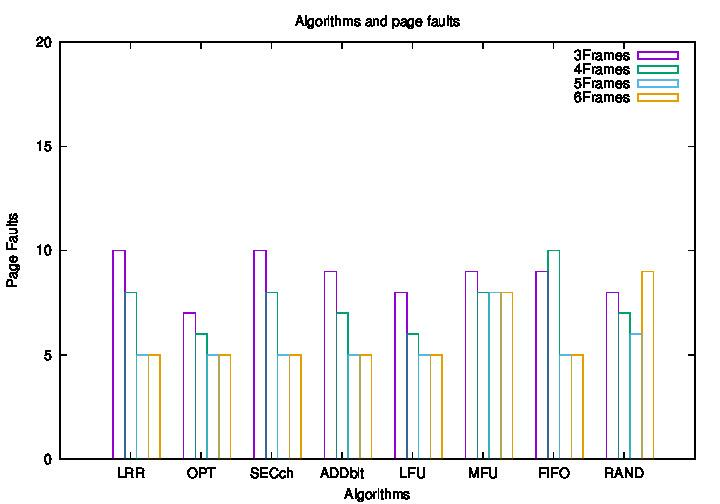 Algorithms and page faults
20
3Frames
4Frames
5Frames
6Frames
15
10
5
0
Page Faults
LRR OPT SECch ADDbit LFU MFU FIFO RAND
Algorithms